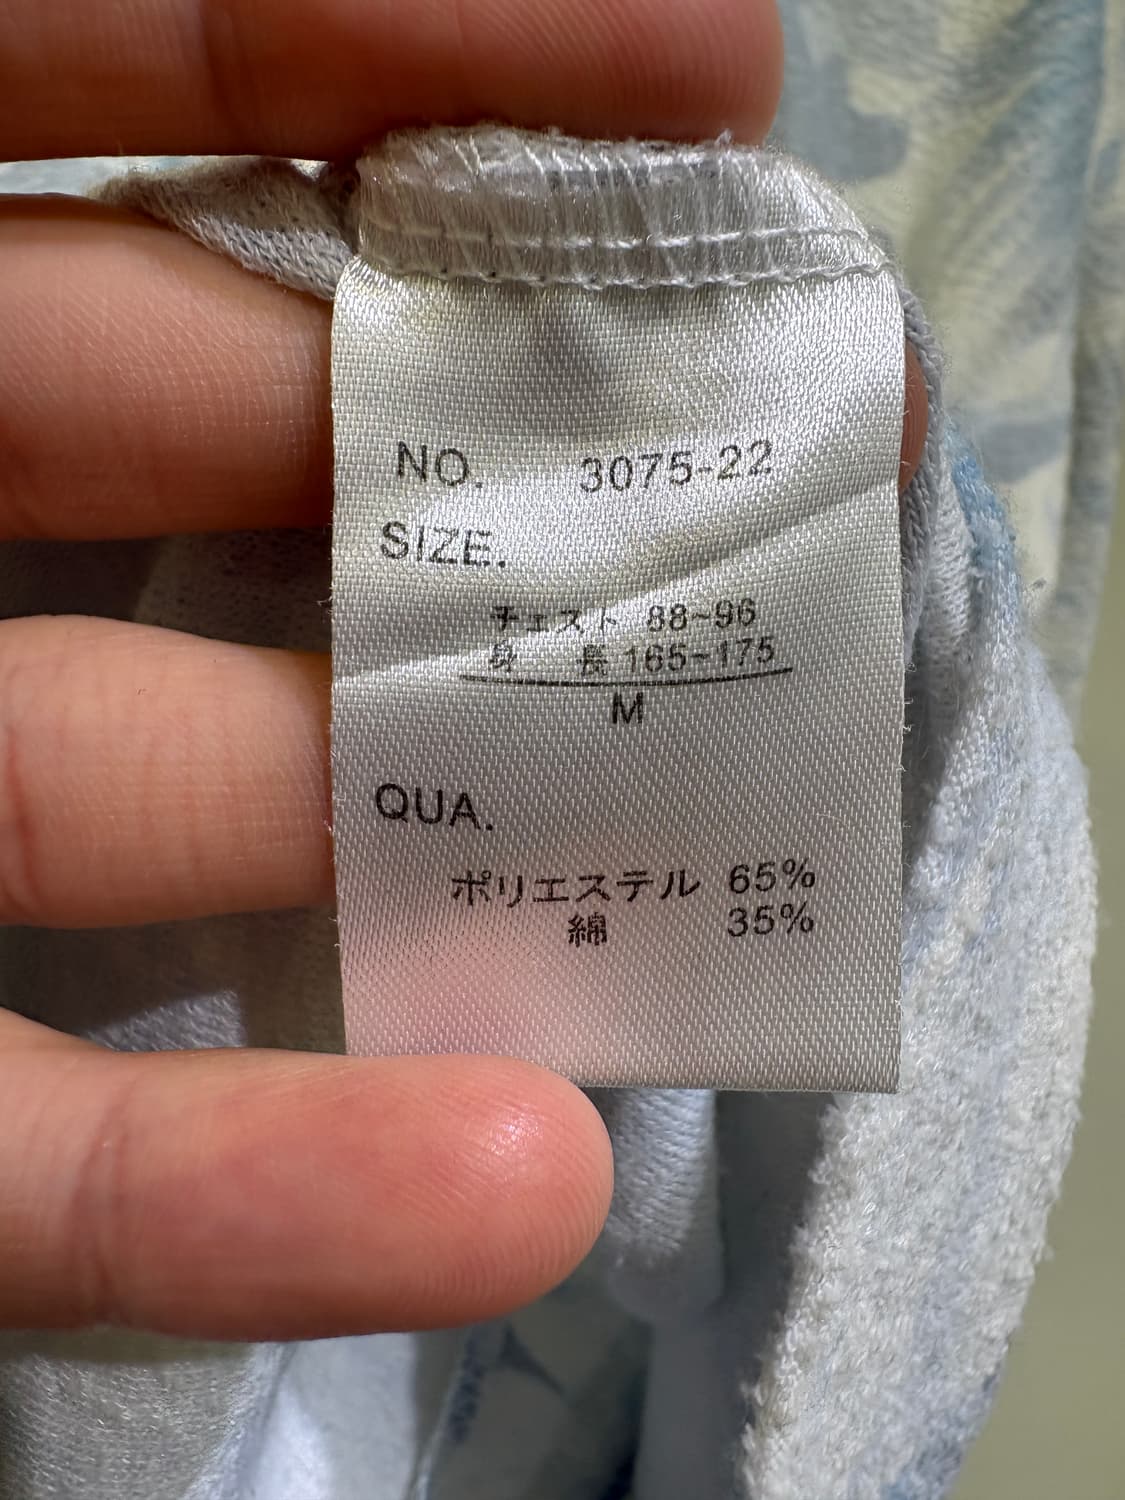 NO. 3075-22
SIZE.
チェスト 88~96
身 長 165~175
M
QUA.
ポリエステル 65%
綿 35%